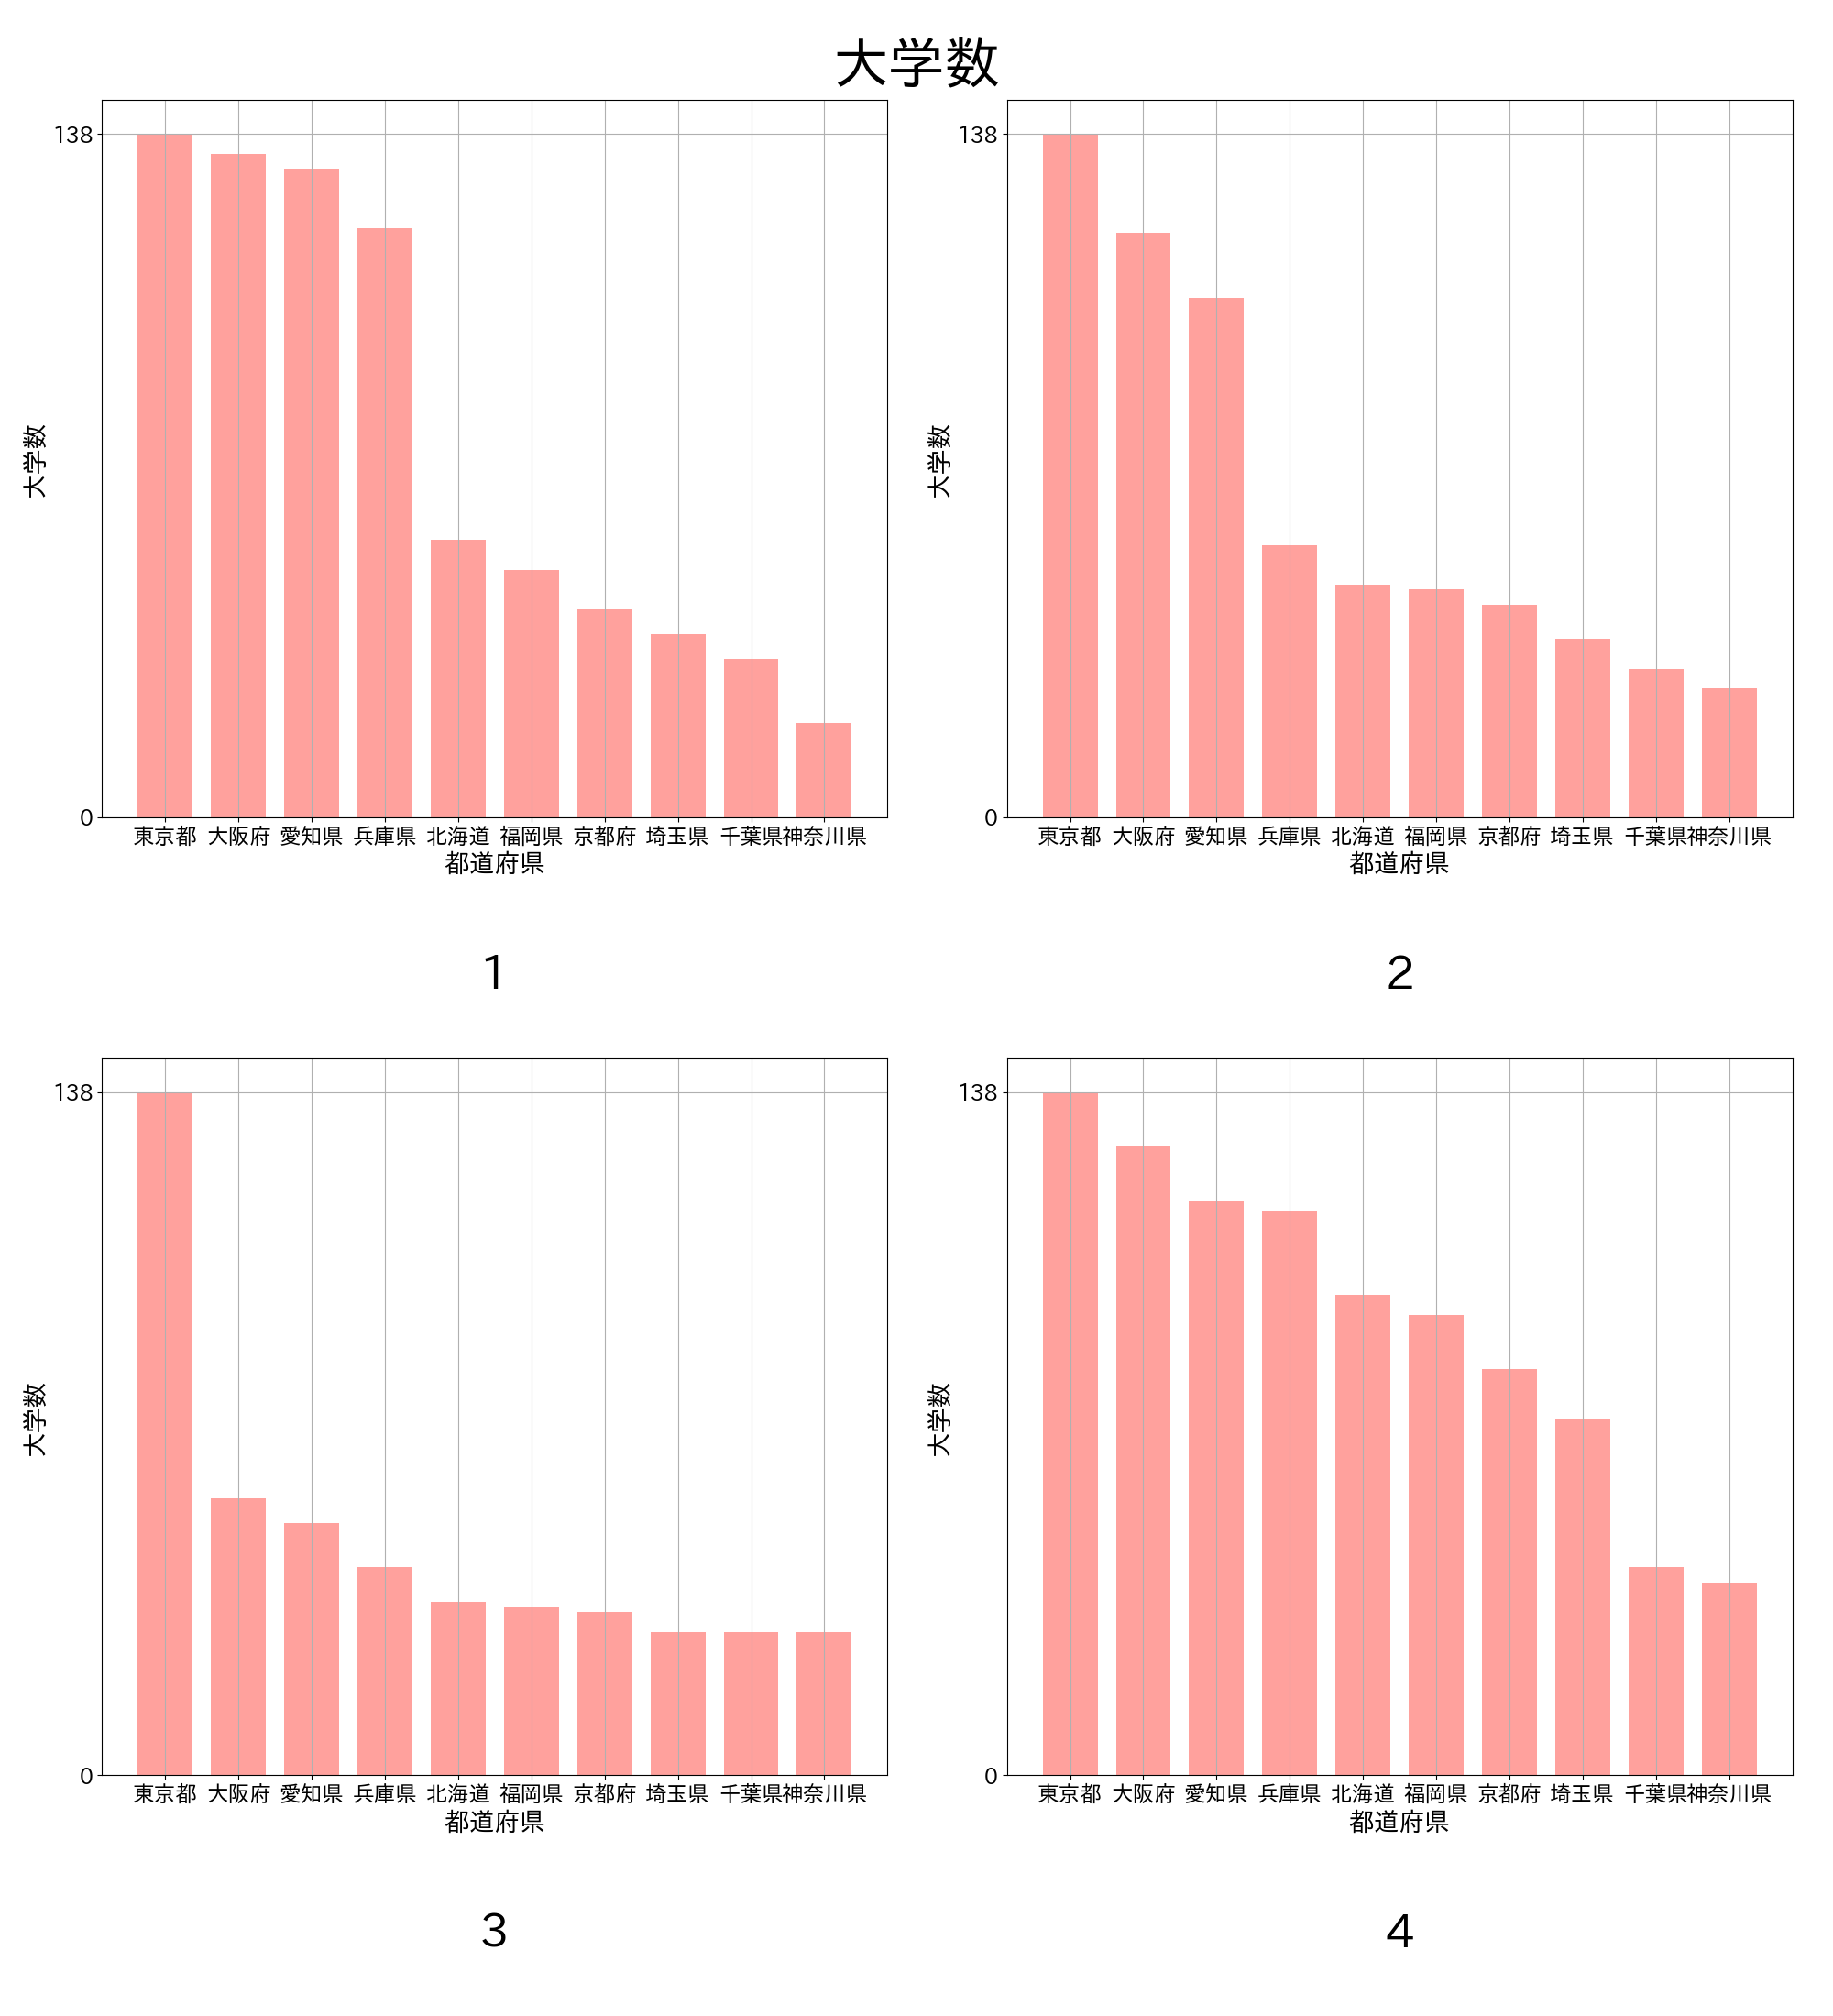 大学数
138
大学数
0
東京都 大阪府 愛知県 兵庫県 北海道 福岡県 京都府 埼玉県 千葉県 神奈川県
都道府県
1
138
大学数
0
東京都 大阪府 愛知県 兵庫県 北海道 福岡県 京都府 埼玉県 千葉県 神奈川県
都道府県
2
138
大学数
0
東京都 大阪府 愛知県 兵庫県 北海道 福岡県 京都府 埼玉県 千葉県 神奈川県
都道府県
3
138
大学数
0
東京都 大阪府 愛知県 兵庫県 北海道 福岡県 京都府 埼玉県 千葉県 神奈川県
都道府県
4